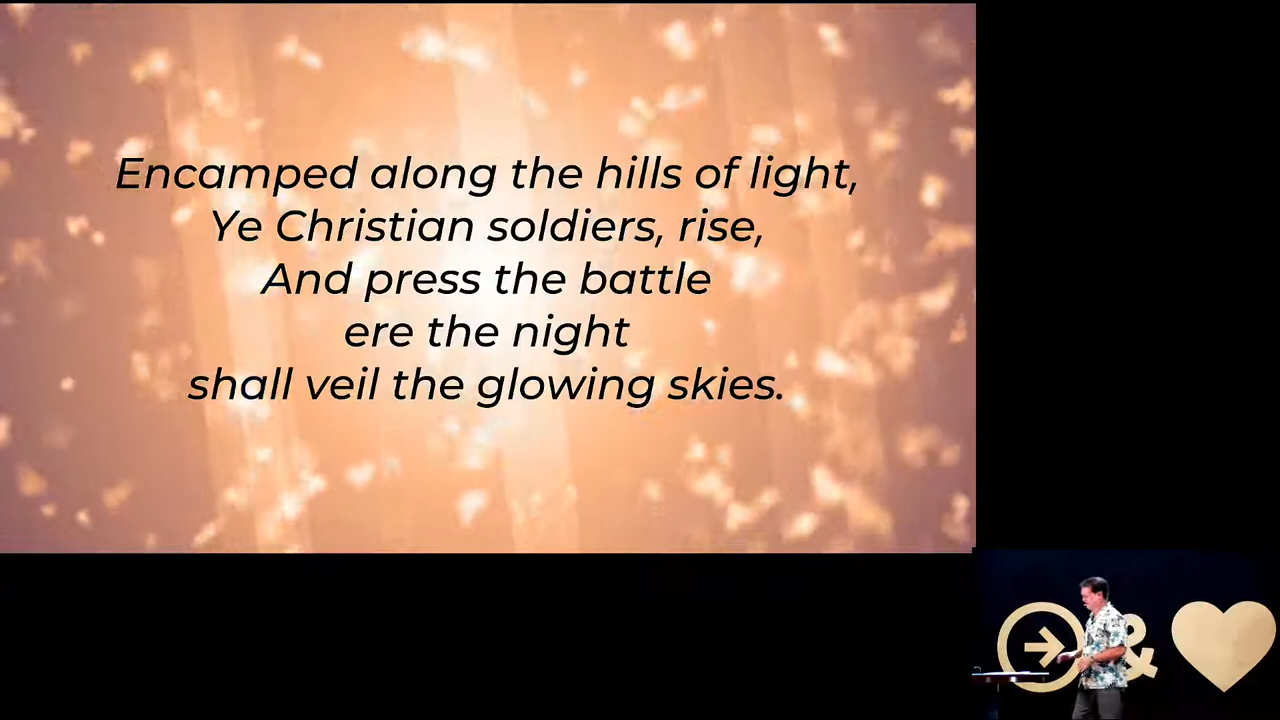 Encamped along the hills of light,
Ye Christian soldiers, rise,
And press the battle
ere the night
shall veil the glowing skies.
&